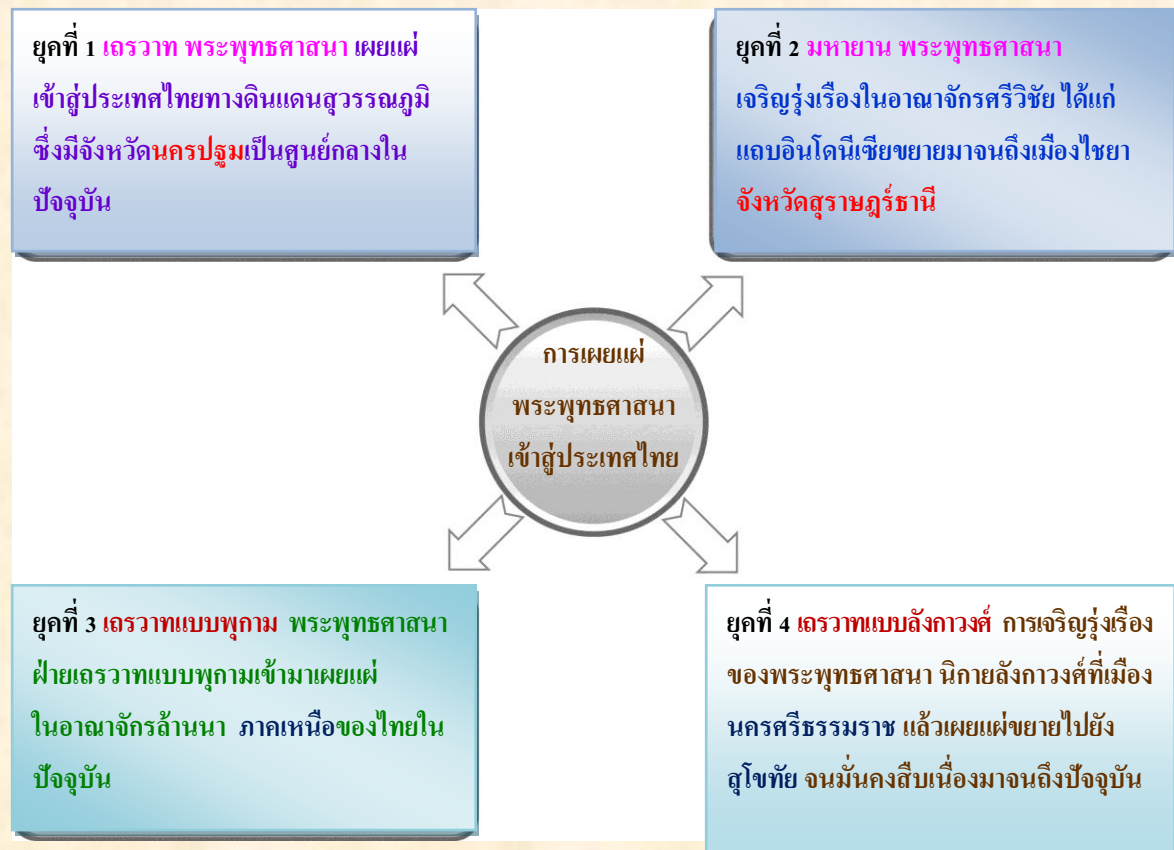 ยุคที่ 1 เถรวาท พระพุทธศาสนา เผยแผ่
เข้าสู่ประเทศไทยทางดินแดนสุวรรณภูมิ
ซึ่งมีจังหวัดนครปฐมเป็นศูนย์กลางใน
ปัจจุบัน
ยุคที่ 2 มหายาน พระพุทธศาสนา
เจริญรุ่งเรืองในอาณาจักรศรีวิชัย ได้แก่
แถบอินโดนีเซียขยายมาจนถึงเมืองไชยา
จังหวัดสุราษฎร์ธานี
การเผยแผ่
พระพุทธศาสนา
เข้าสู่ประเทศไทย
ยุคที่ 3 เถรวาทแบบพุกาม พระพุทธศาสนา
ฝ่ายเถรวาทแบบพุกามเข้ามาเผยแผ่
ในอาณาจักรล้านนา ภาคเหนือของไทยใน
ปัจจุบัน
ยุคที่ 4 เถรวาทแบบลังกาวงศ์ การเจริญรุ่งเรือง
ของพระพุทธศาสนา นิกายลังกาวงศ์ที่เมือง
นครศรีธรรมราช แล้วเผยแผ่ขยายไปยัง
สุโขทัย จนมั่นคงสืบเนื่องมาจนถึงปัจจุบัน